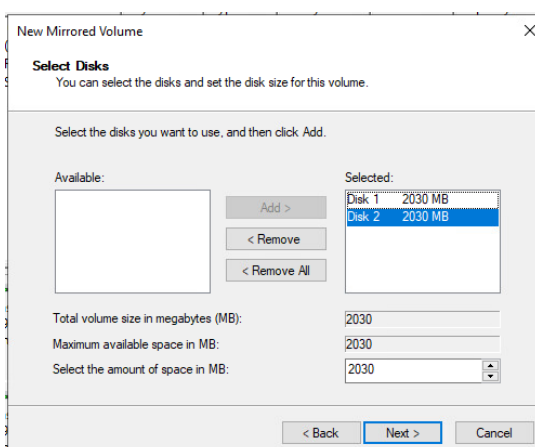 New Mirrored Volume
Select Disks
You can select the disks and set the disk size for this volume.
Select the disks you want to use, and then click Add.
Available:
Selected:
Add >
< Remove
< Remove All
Disk 1 2030 MB
Disk 2 2030 MB
Total volume size in megabytes (MB): 2030
Maximum available space in MB: 2030
Select the amount of space in MB: 2030
< Back Next > Cancel